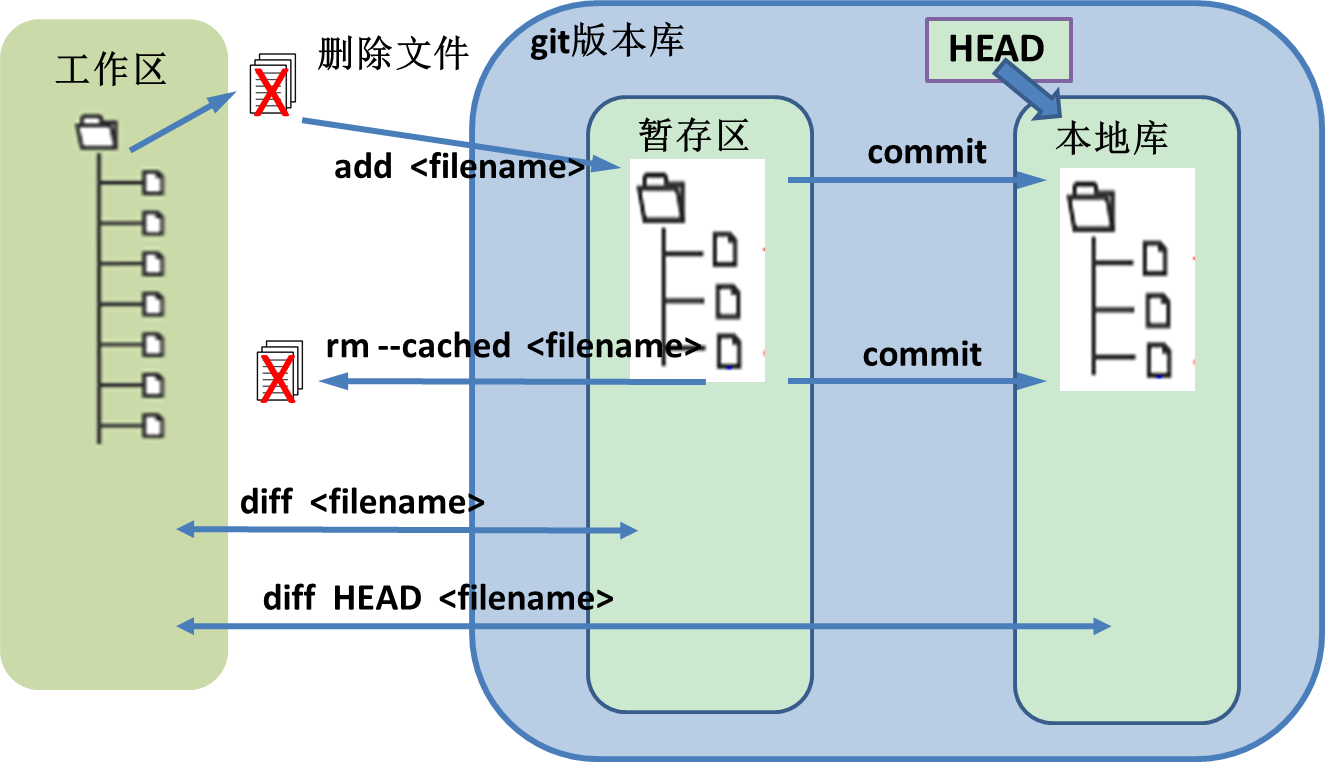 工作区
删除文件
git版本库
HEAD
暂存区
本地库
add <filename>
commit
rm --cached <filename>
commit
diff <filename>
diff HEAD <filename>